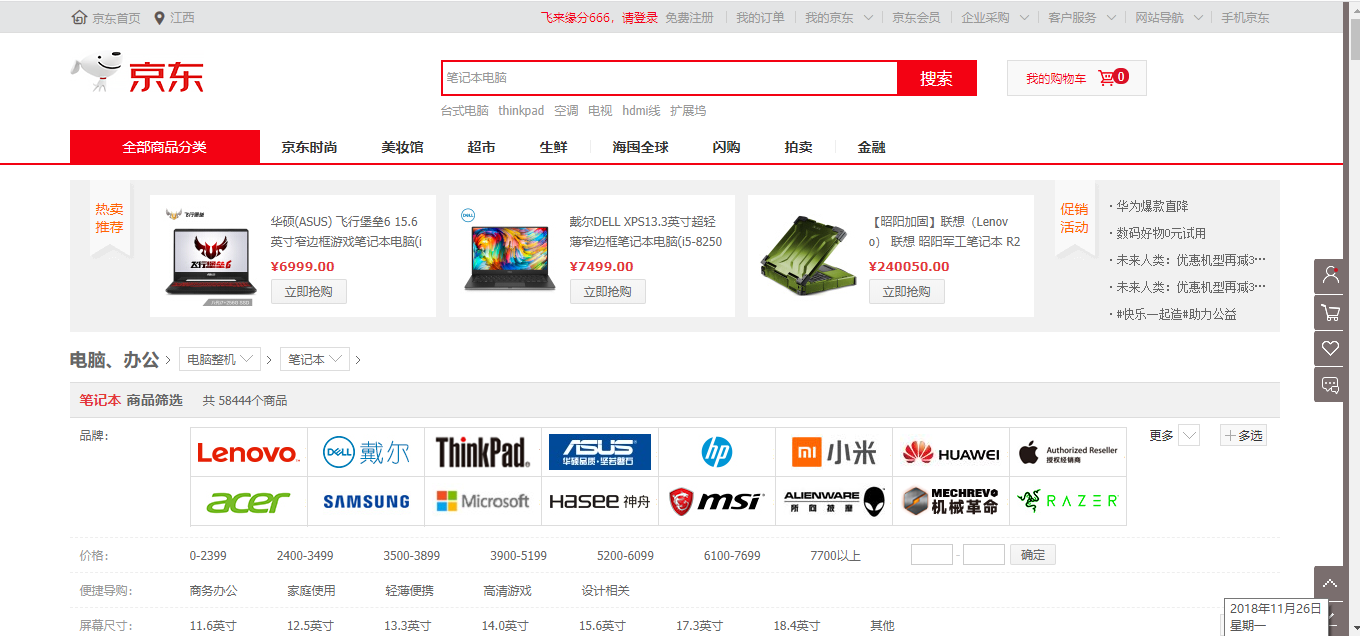 京东首页 江西 飞来缘分666，请登录 免费注册 我的订单 我的京东 京东会员 企业采购 客户服务 网站导航 手机京东
京东
笔记本电脑 搜索 我的购物车 0
台式电脑 thinkpad 空调 电视 hdmi线 扩展坞
全部商品分类 京东时尚 美妆馆 超市 生鲜 海囤全球 闪购 拍卖 金融
热卖
推荐
飞行堡垒
飞行堡垒6
华硕(ASUS) 飞行堡垒6 15.6
英寸窄边框游戏笔记本电脑(i
¥6999.00
立即抢购
DELL
戴尔DELL XPS13.3英寸超轻
薄窄边框笔记本电脑(i5-8250
¥7499.00
立即抢购
【昭阳加固】联想（Lenov
o） 联想 昭阳军工笔记本 R2
¥240050.00
立即抢购
促销
活动
· 华为爆款直降
· 数码好物0元试用
· 未来人类：优惠机型再减3···
· 未来人类：优惠机型再减3···
· #快乐一起造#助力公益
电脑、办公 > 电脑整机 > 笔记本 >
笔记本 商品筛选 共 58444个商品
品牌： Lenovo DELL 戴尔 ThinkPad ASUS 华硕品质·坚若磐石 hp mi 小米 HUAWEI Authorized Reseller 授权经销商 更多 +多选
acer SAMSUNG Microsoft HASEE 神舟 msi ALIENWARE 所向披靡 MECHREVO 机械革命 RAZER
价格： 0-2399 2400-3499 3500-3899 3900-5199 5200-6099 6100-7699 7700以上 - 确定
便捷导购： 商务办公 家庭使用 轻薄便携 高清游戏 设计相关
屏幕尺寸： 11.6英寸 12.5英寸 13.3英寸 14.0英寸 15.6英寸 17.3英寸 18.4英寸 其他
2018年11月26日
星期一